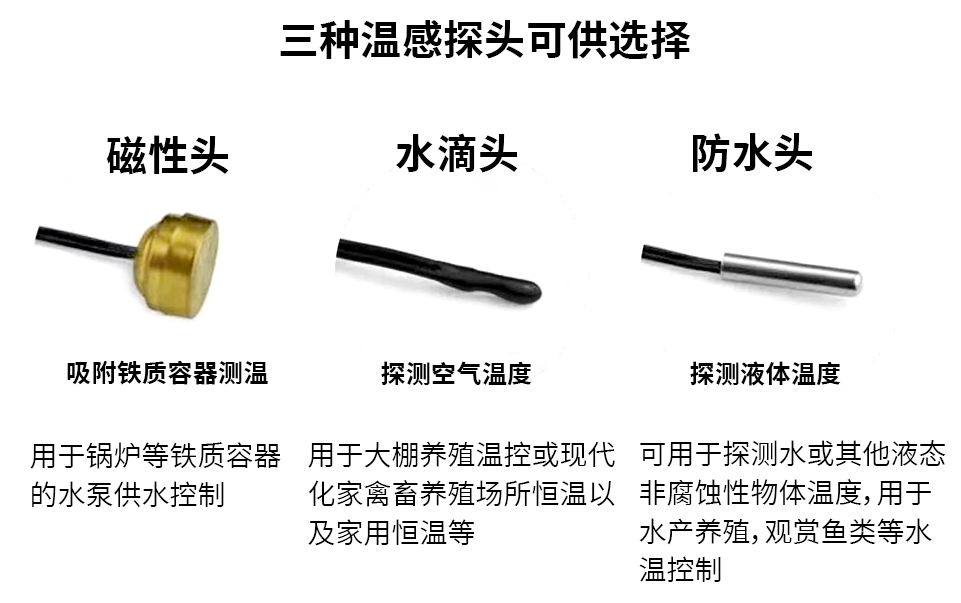 三种温感探头可供选择
磁性头
水滴头
防水头
吸附铁质容器测温
探测空气温度
探测液体温度
用于锅炉等铁质容器
的水泵供水控制
用于大棚养殖温控或现代
化家禽畜养殖场所恒温以
及家用恒温等
可用于探测水或其他液态
非腐蚀性物体温度，用于
水产养殖，观赏鱼类等水
温控制